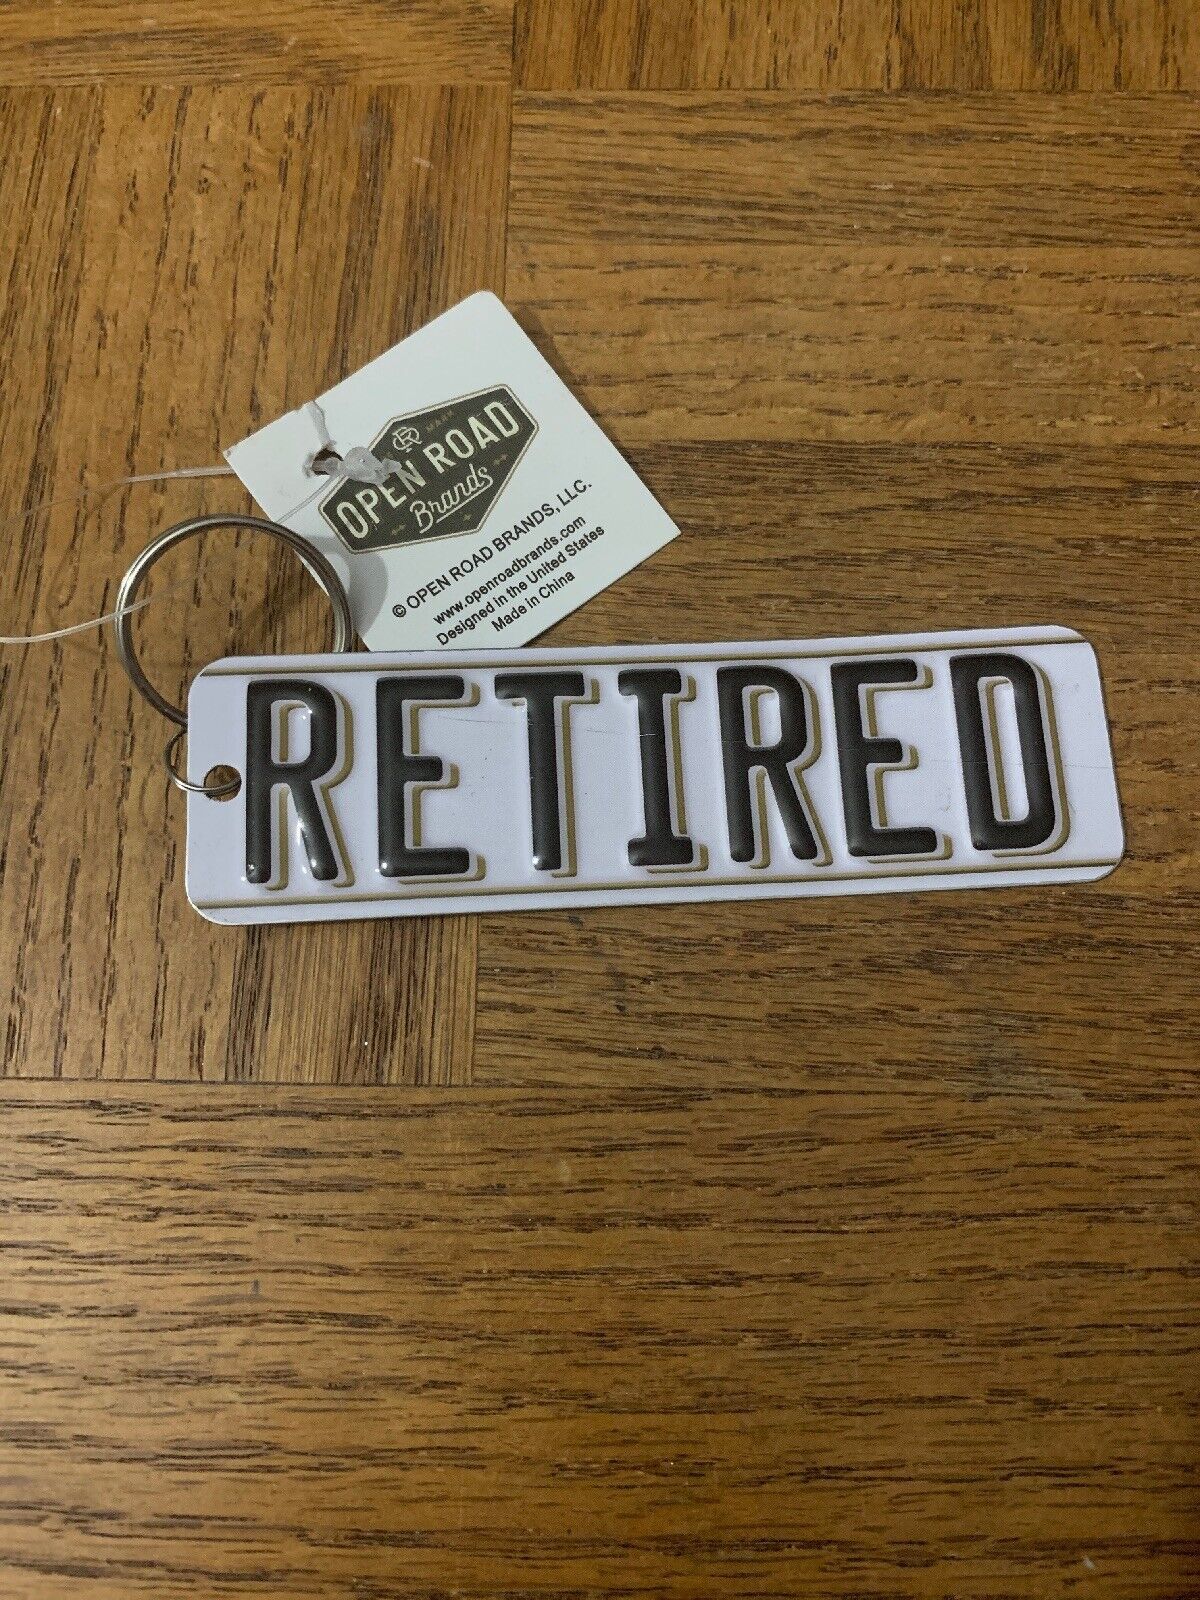 MARK
OPEN ROAD
Brands
© OPEN ROAD BRANDS, LLC.
www.openroadbrands.com
Designed in the United States
Made in China
RETIRED